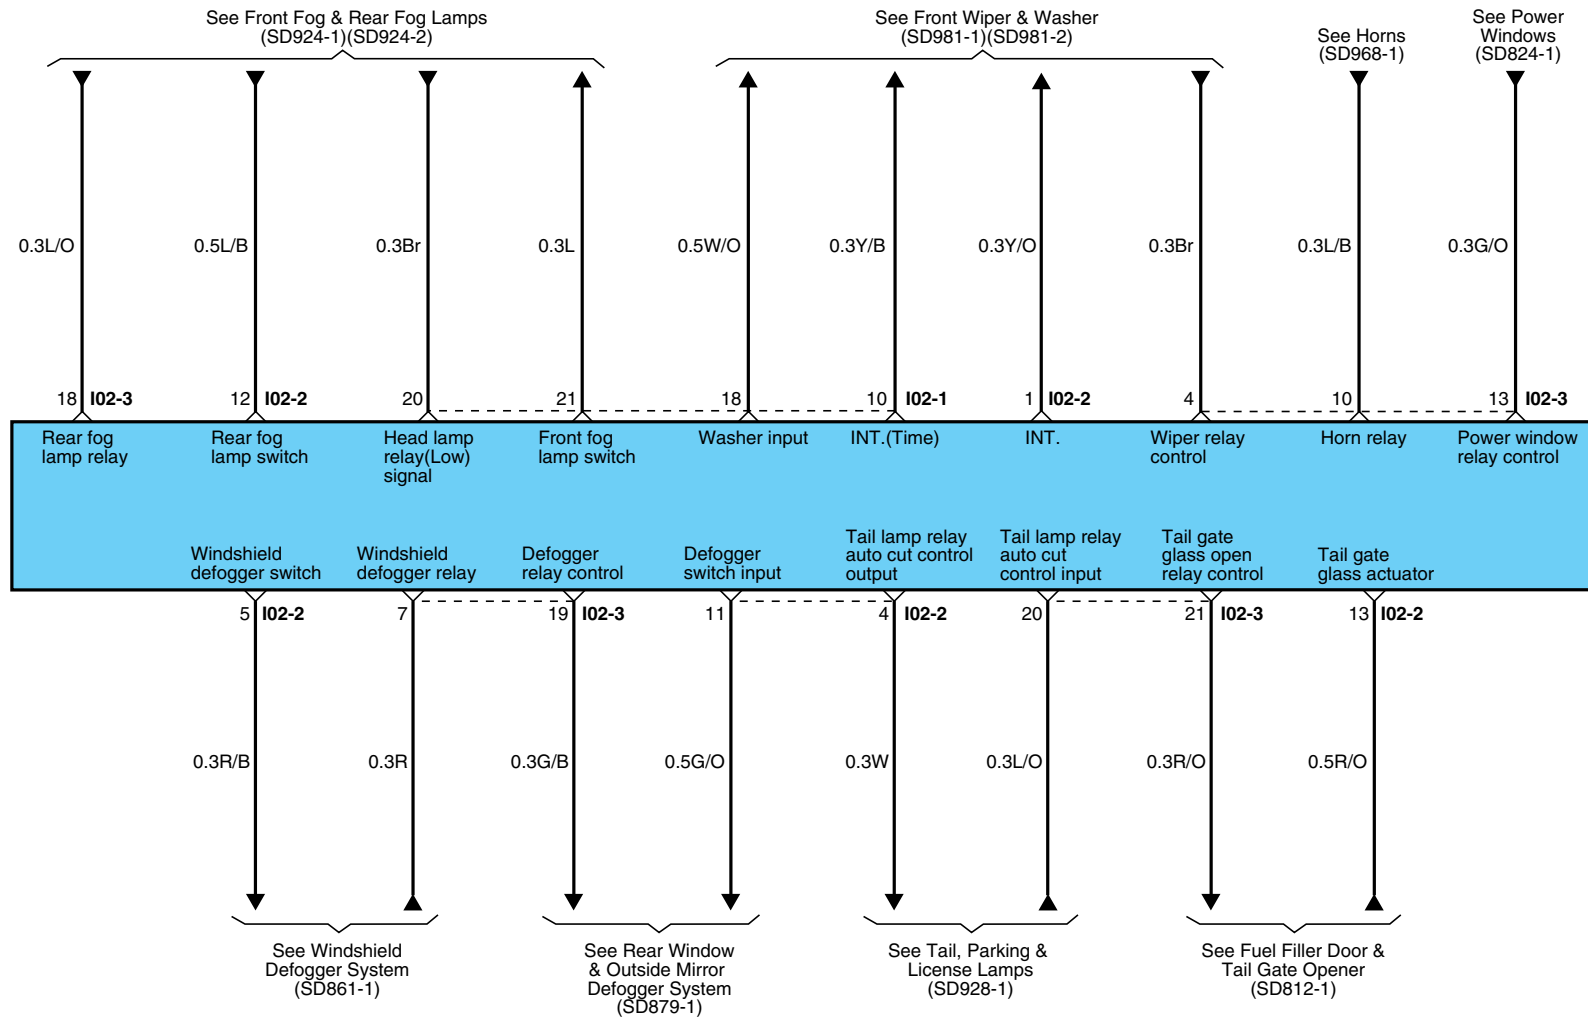 See Front Fog & Rear Fog Lamps
(SD924-1)(SD924-2)
See Front Wiper & Washer
(SD981-1)(SD981-2)
See Horns
(SD968-1)
See Power
Windows
(SD824-1)
0.3L/O
0.5L/B
0.3Br
0.3L
0.5W/O
0.3Y/B
0.3Y/O
0.3Br
0.3L/B
0.3G/O
18 I02-3
12 I02-2
20
21
18
10 I02-1
1 I02-2
4
10
13 I02-3
Rear fog
lamp relay
Rear fog
lamp switch
Head lamp
relay(Low)
signal
Front fog
lamp switch
Washer input
INT.(Time)
INT.
Wiper relay
control
Horn relay
Power window
relay control
Windshield
defogger switch
Windshield
defogger relay
Defogger
relay control
Defogger
switch input
Tail lamp relay
auto cut control
output
Tail lamp relay
auto cut
control input
Tail gate
glass open
relay control
Tail gate
glass actuator
5 I02-2
7
19 I02-3
11
4 I02-2
20
21 I02-3
13 I02-2
0.3R/B
0.3R
0.3G/B
0.5G/O
0.3W
0.3L/O
0.3R/O
0.5R/O
See Windshield
Defogger System
(SD861-1)
See Rear Window
& Outside Mirror
Defogger System
(SD879-1)
See Tail, Parking &
License Lamps
(SD928-1)
See Fuel Filler Door &
Tail Gate Opener
(SD812-1)